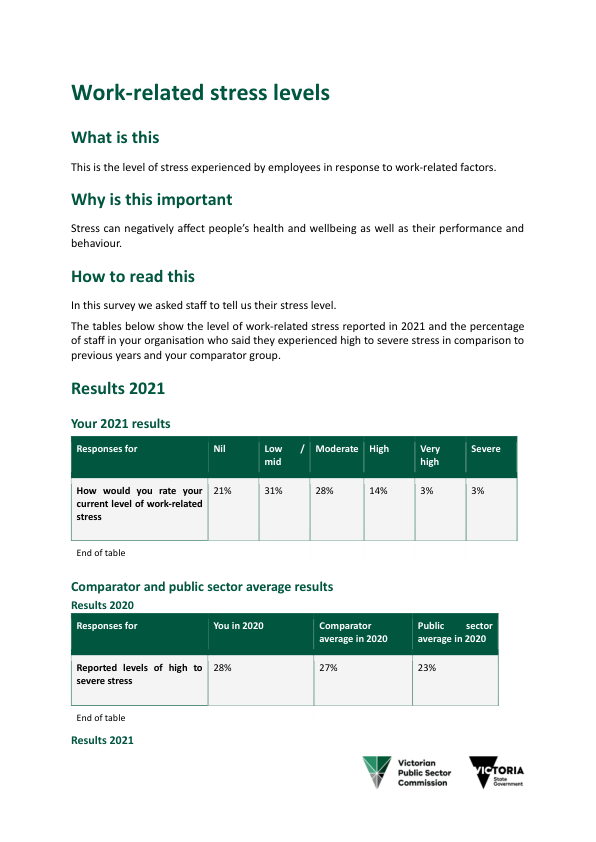 Work-related stress levels
What is this
This is the level of stress experienced by employees in response to work-related factors.
Why is this important
Stress can negatively affect people’s health and wellbeing as well as their performance and
behaviour.
How to read this
In this survey we asked staff to tell us their stress level.
The tables below show the level of work-related stress reported in 2021 and the percentage
of staff in your organisation who said they experienced high to severe stress in comparison to
previous years and your comparator group.
Results 2021
Your 2021 results
Responses for Nil Low / Moderate High Very Severe
mid high
How would you rate your 21% 31% 28% 14% 3% 3%
current level of work-related
stress
End of table
Comparator and public sector average results
Results 2020
Responses for You in 2020 Comparator Public sector
average in 2020 average in 2020
Reported levels of high to 28% 27% 23%
severe stress
End of table
Results 2021
Victorian
Public Sector
Commission
VICTORIA
State
Government